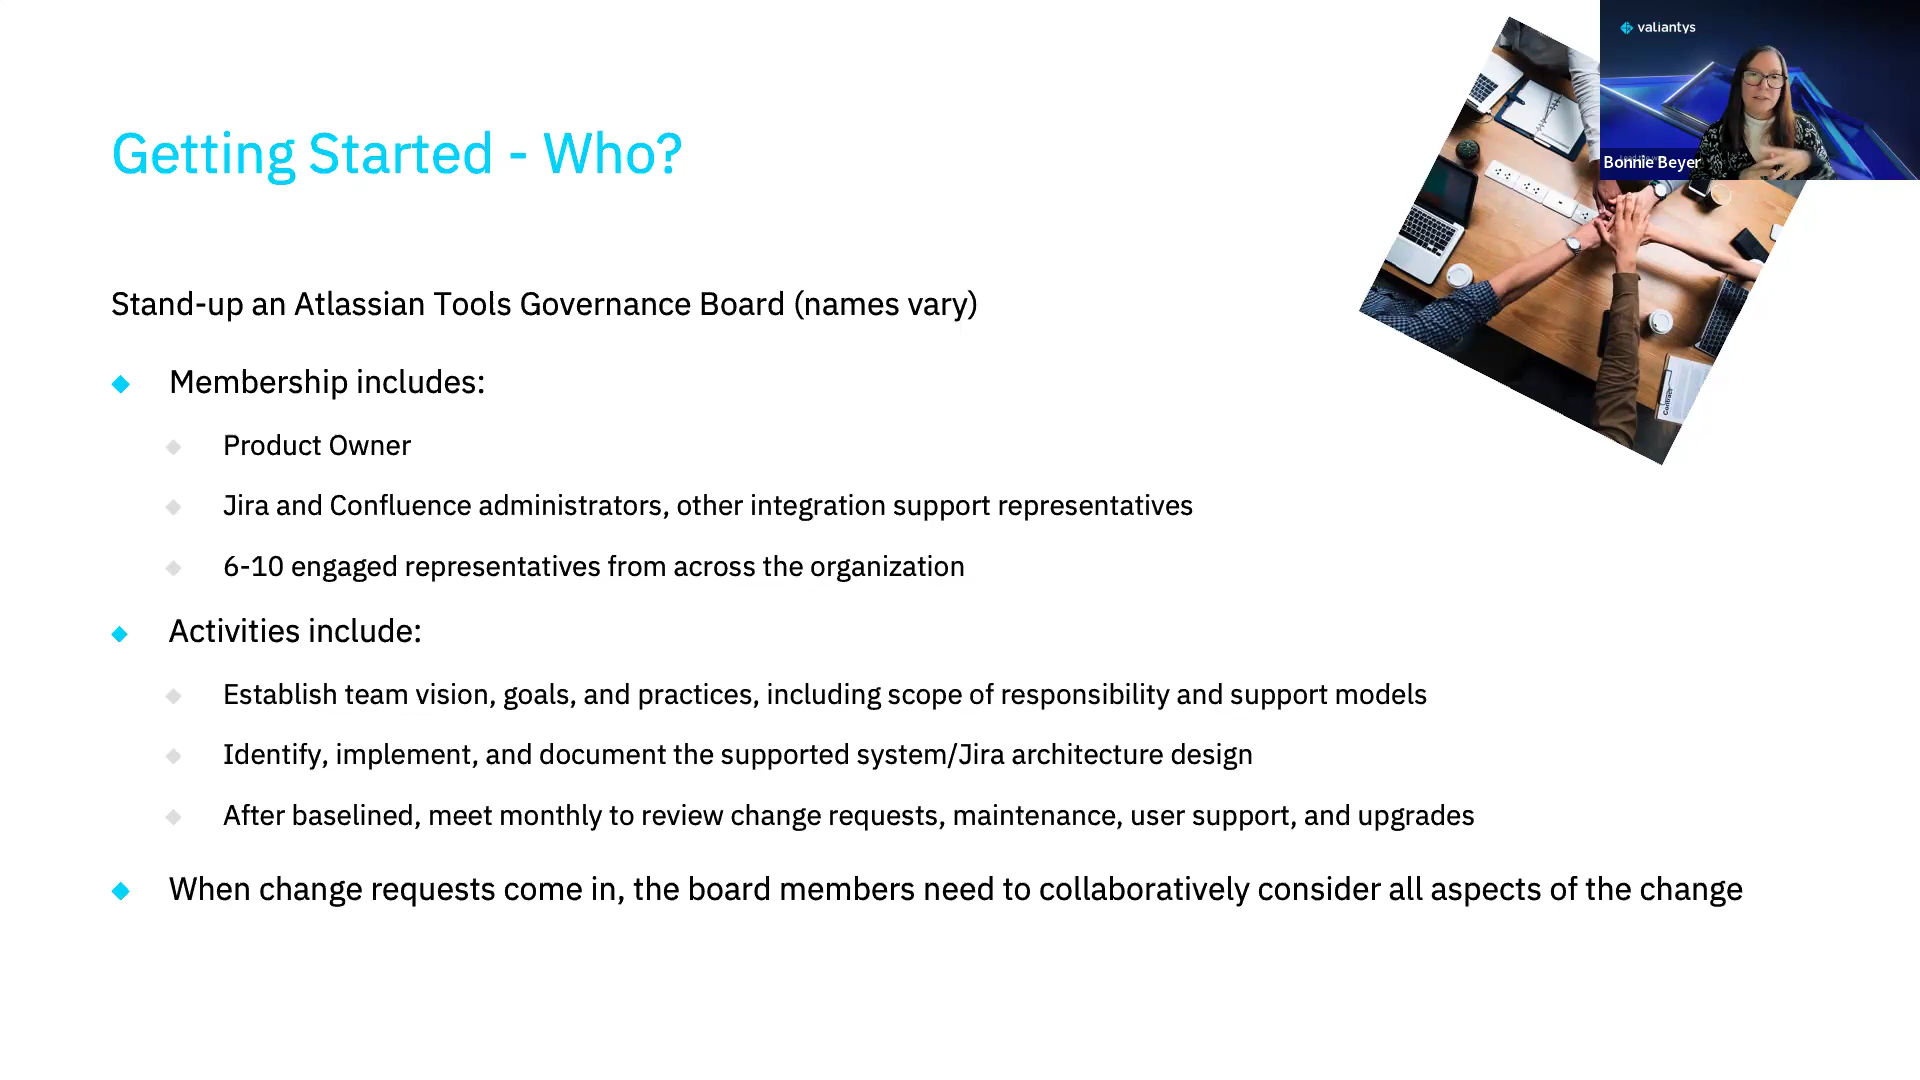 valiantys
Bonnie Beyer
Getting Started - Who?
Stand-up an Atlassian Tools Governance Board (names vary)
Membership includes:
Product Owner
Jira and Confluence administrators, other integration support representatives
6-10 engaged representatives from across the organization
Contract
Activities include:
Establish team vision, goals, and practices, including scope of responsibility and support models
Identify, implement, and document the supported system/Jira architecture design
After baselined, meet monthly to review change requests, maintenance, user support, and upgrades
When change requests come in, the board members need to collaboratively consider all aspects of the change